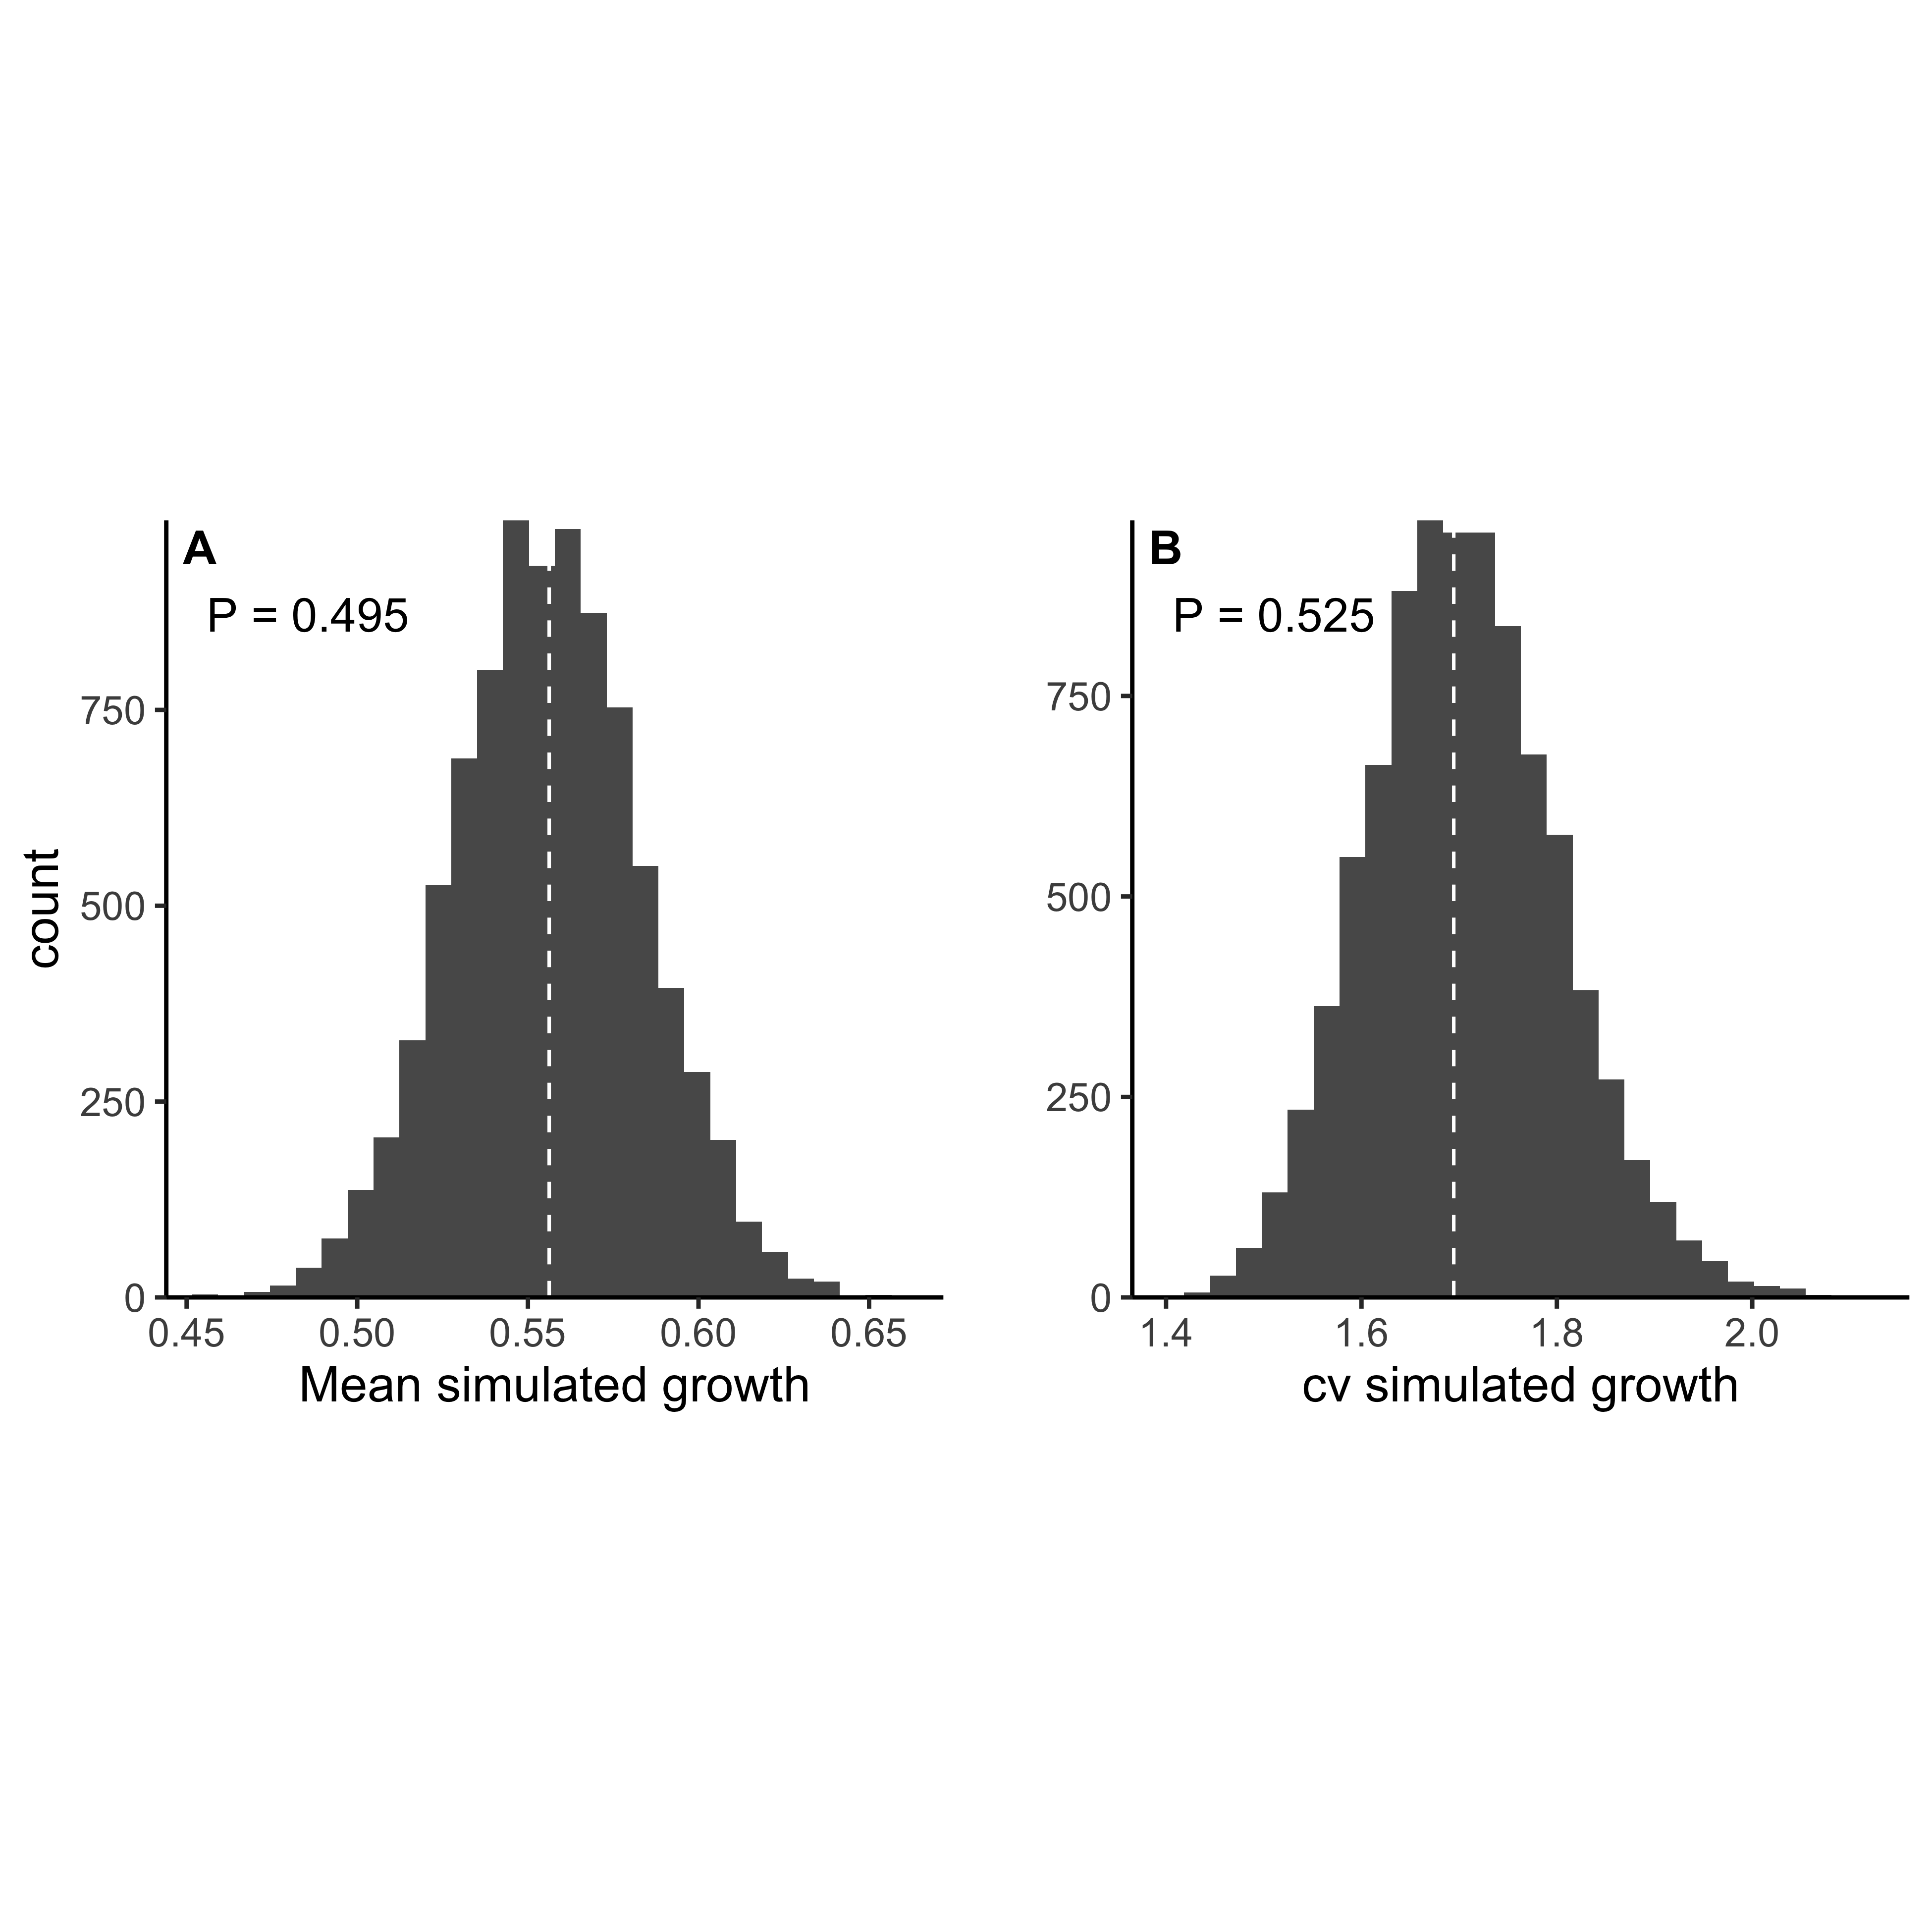 A
P = 0.495
750
500
250
0
count
0.45 0.50 0.55 0.60 0.65
Mean simulated growth
B
P = 0.525
750
500
250
0
1.4 1.6 1.8 2.0
cv simulated growth